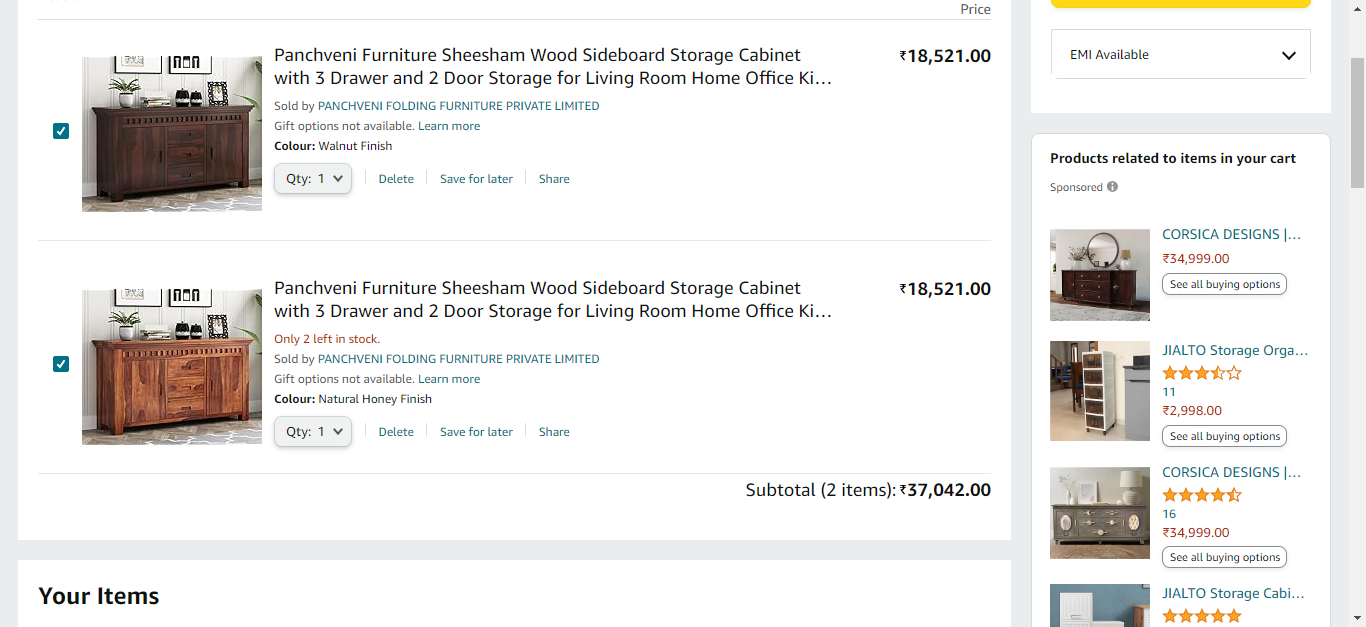 Price
Panchveni Furniture Sheesham Wood Sideboard Storage Cabinet
with 3 Drawer and 2 Door Storage for Living Room Home Office Ki…
₹18,521.00
Sold by PANCHVENI FOLDING FURNITURE PRIVATE LIMITED
Gift options not available. Learn more
Colour: Walnut Finish
Qty: 1
Delete
Save for later
Share
Panchveni Furniture Sheesham Wood Sideboard Storage Cabinet
with 3 Drawer and 2 Door Storage for Living Room Home Office Ki…
₹18,521.00
Only 2 left in stock.
Sold by PANCHVENI FOLDING FURNITURE PRIVATE LIMITED
Gift options not available. Learn more
Colour: Natural Honey Finish
Qty: 1
Delete
Save for later
Share
Subtotal (2 items): ₹37,042.00
Your Items
EMI Available
Products related to items in your cart
Sponsored
CORSICA DESIGNS |…
₹34,999.00
See all buying options
JIALTO Storage Orga…
11
₹2,998.00
See all buying options
CORSICA DESIGNS |…
16
₹34,999.00
See all buying options
JIALTO Storage Cabi…